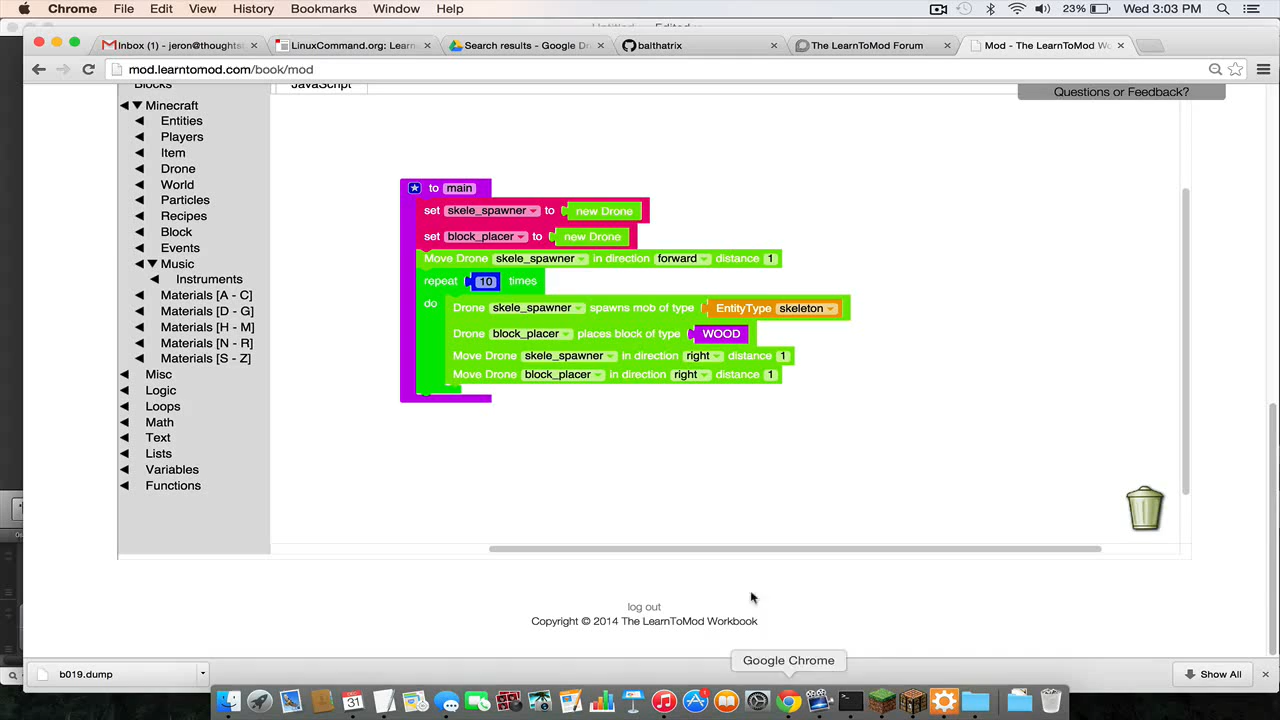 Chrome File Edit View History Bookmarks Window Help 23% Wed 3:03 PM
Inbox (1) - jeron@thoughtst LinuxCommand.org: Learn Search results - Google Dr balthatrix The LearnToMod Forum Mod - The LearnToMod Wo
mod.learntomod.com/book/mod
Blocks JavaScript Questions or Feedback?
Minecraft
Entities
Players
Item
Drone
World
Particles
Recipes
Block
Events
Music
Instruments
Materials [A - C]
Materials [D - G]
Materials [H - M]
Materials [N - R]
Materials [S - Z]
Misc
Logic
Loops
Math
Text
Lists
Variables
Functions
to main
set skele_spawner to new Drone
set block_placer to new Drone
Move Drone skele_spawner in direction forward distance 1
repeat 10 times
do Drone skele_spawner spawns mob of type EntityType skeleton
Drone block_placer places block of type WOOD
Move Drone skele_spawner in direction right distance 1
Move Drone block_placer in direction right distance 1
log out
Copyright © 2014 The LearnToMod Workbook
Google Chrome
b019.dump Show All
31